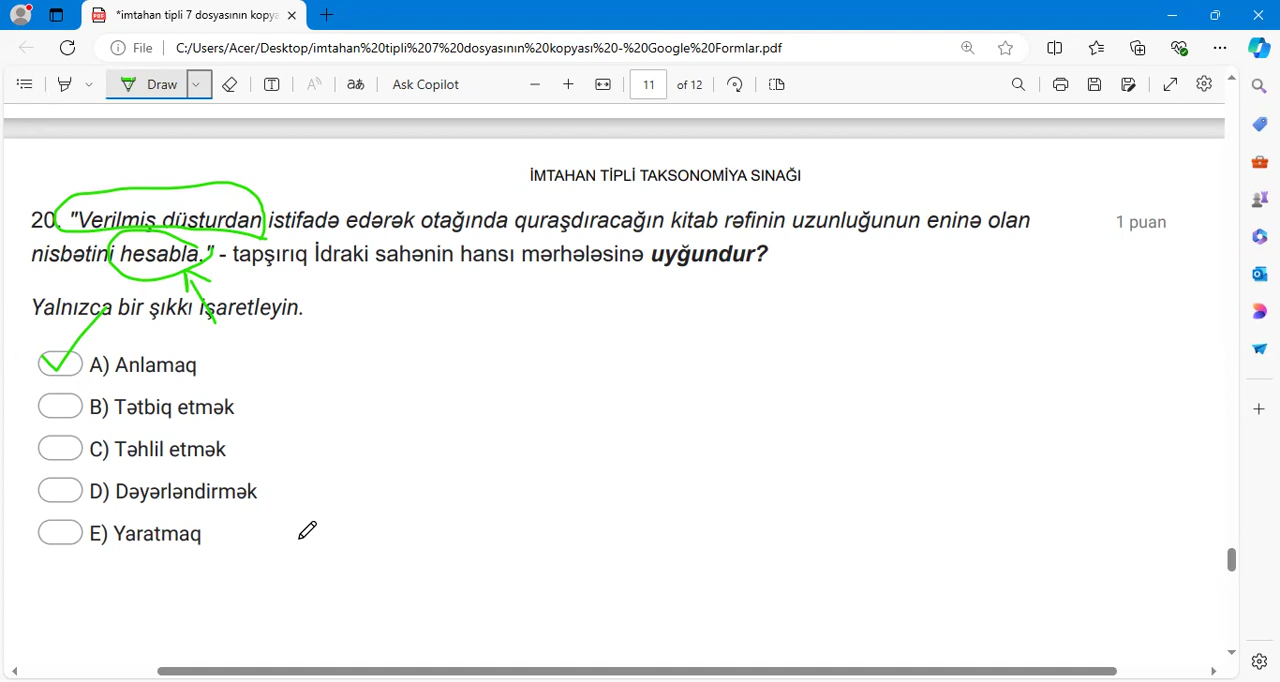 *imtahan tipli 7 dosyasının kopya
File
C:/Users/Acer/Desktop/imtahan%20tipli%207%20dosyasının%20kopyası%20-%20Google%20Formlar.pdf
Draw
aあ
Ask Copilot
11
of 12
İMTAHAN TİPLİ TAKSONOMİYA SINAĞI
20. "Verilmiş düsturdan istifadə edərək otağında quraşdıracağın kitab rəfinin uzunluğunun eninə olan
1 puan
nisbətini hesabla." - tapşırıq İdraki sahənin hansı mərhələsinə uyğundur?
Yalnızca bir şıkkı işaretleyin.
A) Anlamaq
B) Tətbiq etmək
C) Təhlil etmək
D) Dəyərləndirmək
E) Yaratmaq